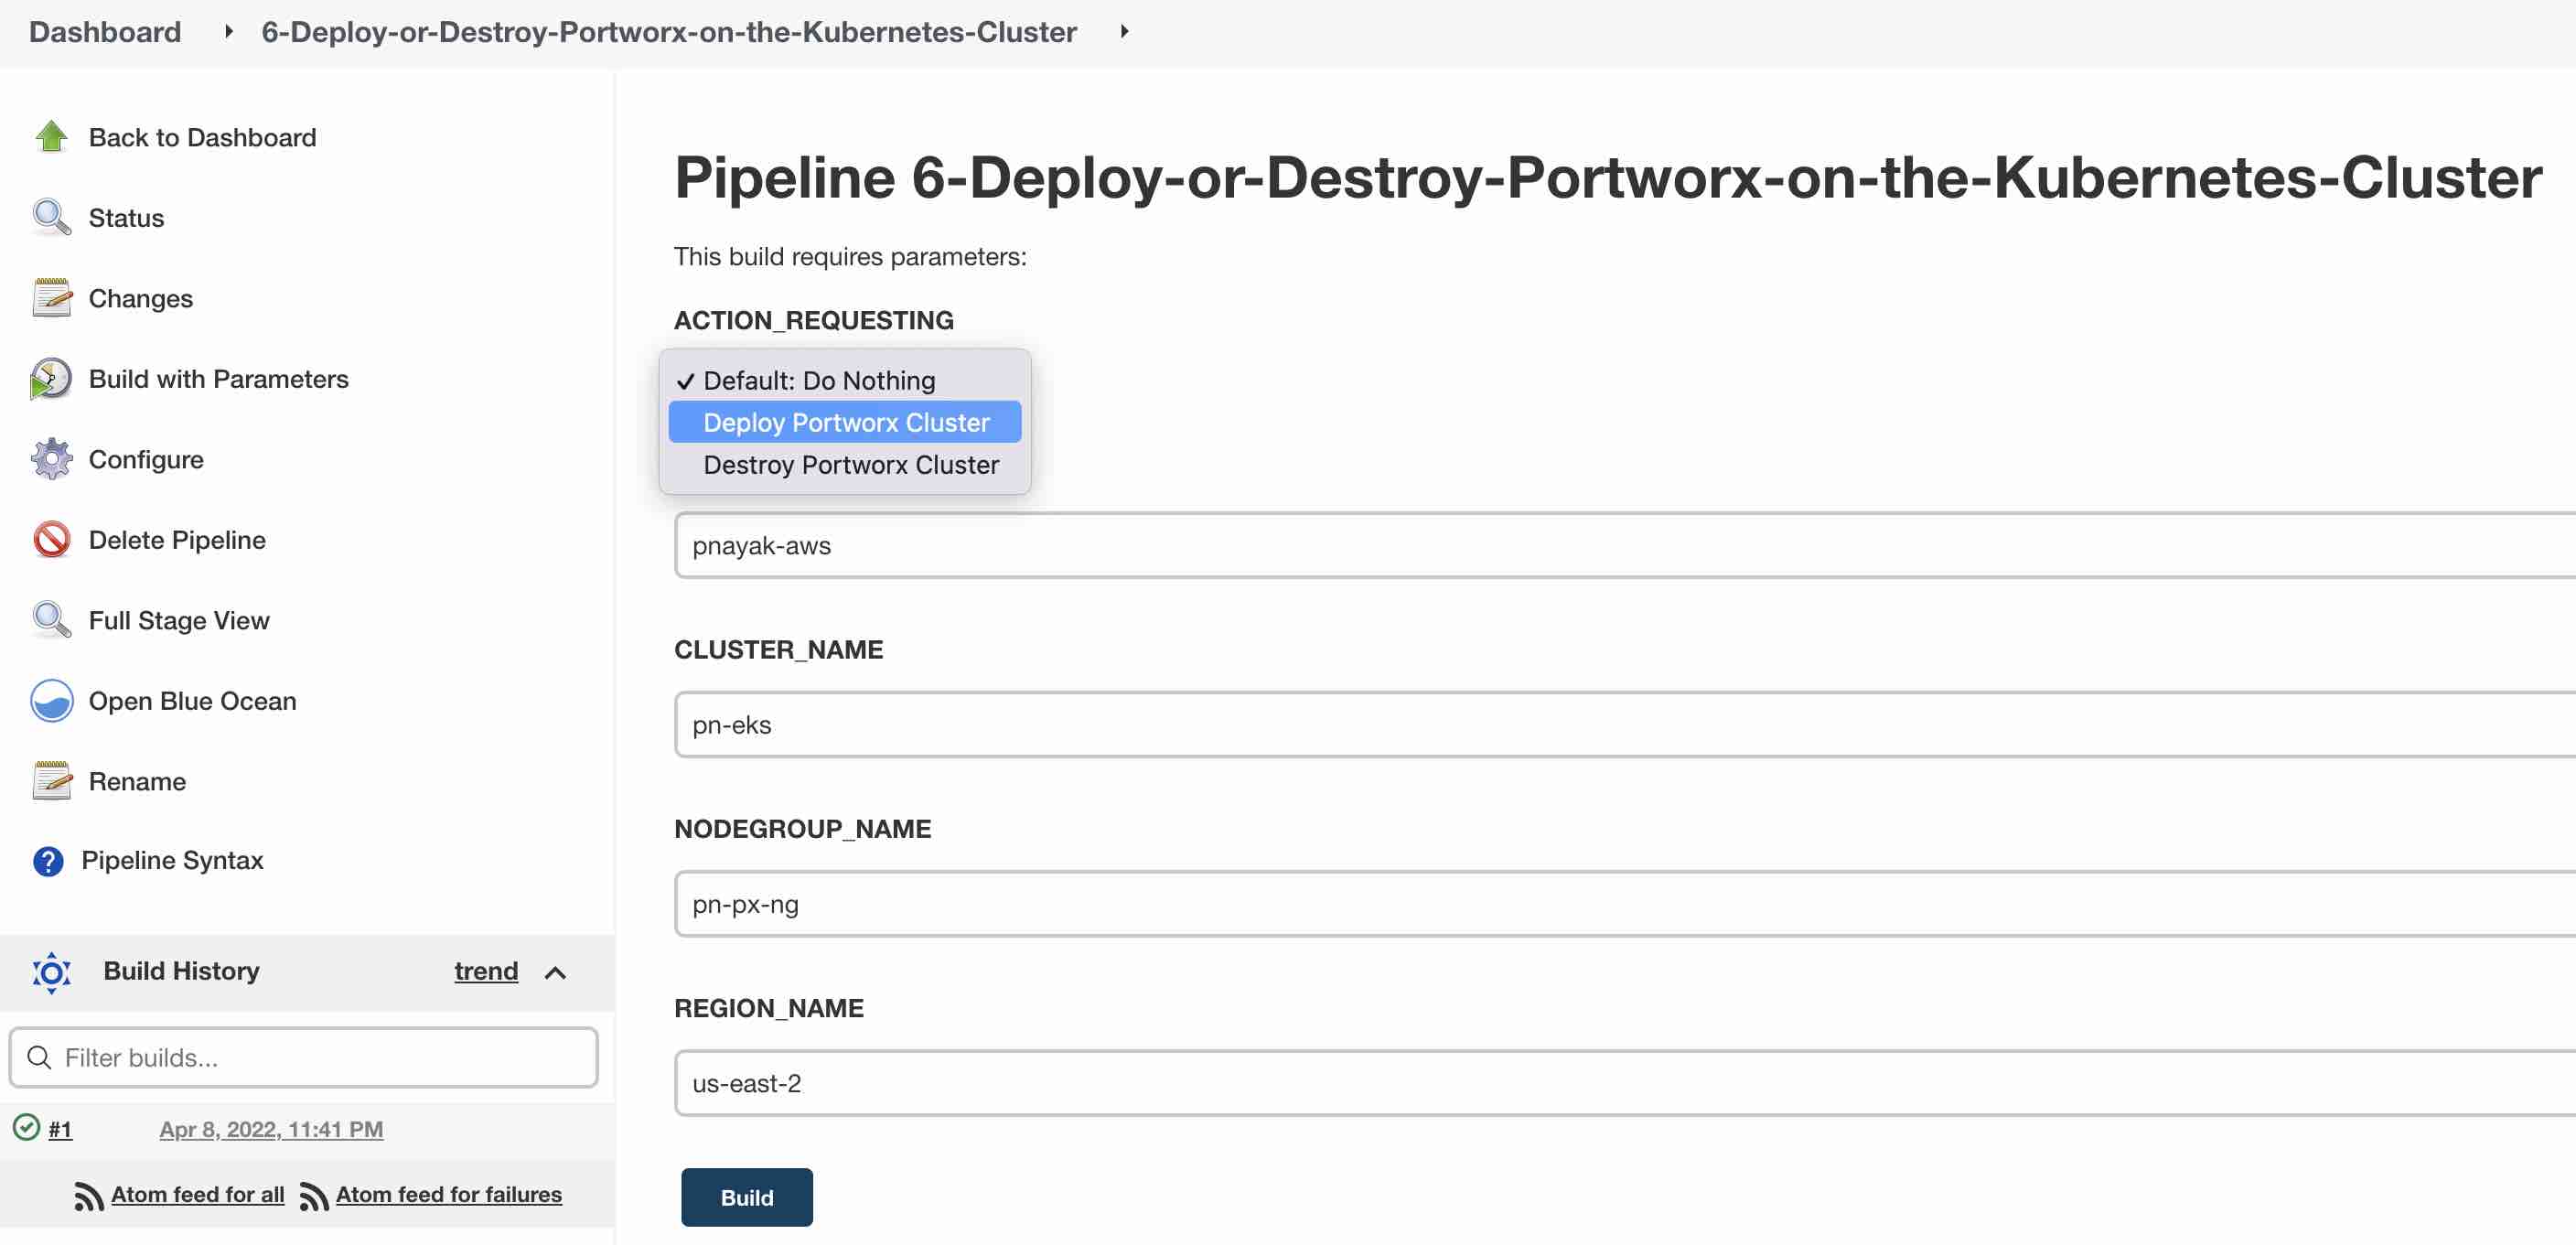 Dashboard
6-Deploy-or-Destroy-Portworx-on-the-Kubernetes-Cluster
Back to Dashboard
Status
Changes
Build with Parameters
Configure
Delete Pipeline
Full Stage View
Open Blue Ocean
Rename
Pipeline Syntax
Build History trend
Filter builds...
#1 Apr 8, 2022, 11:41 PM
Atom feed for all Atom feed for failures
Pipeline 6-Deploy-or-Destroy-Portworx-on-the-Kubernetes-Cluster
This build requires parameters:
ACTION_REQUESTING
Default: Do Nothing
Deploy Portworx Cluster
Destroy Portworx Cluster
pnayak-aws
CLUSTER_NAME
pn-eks
NODEGROUP_NAME
pn-px-ng
REGION_NAME
us-east-2
Build